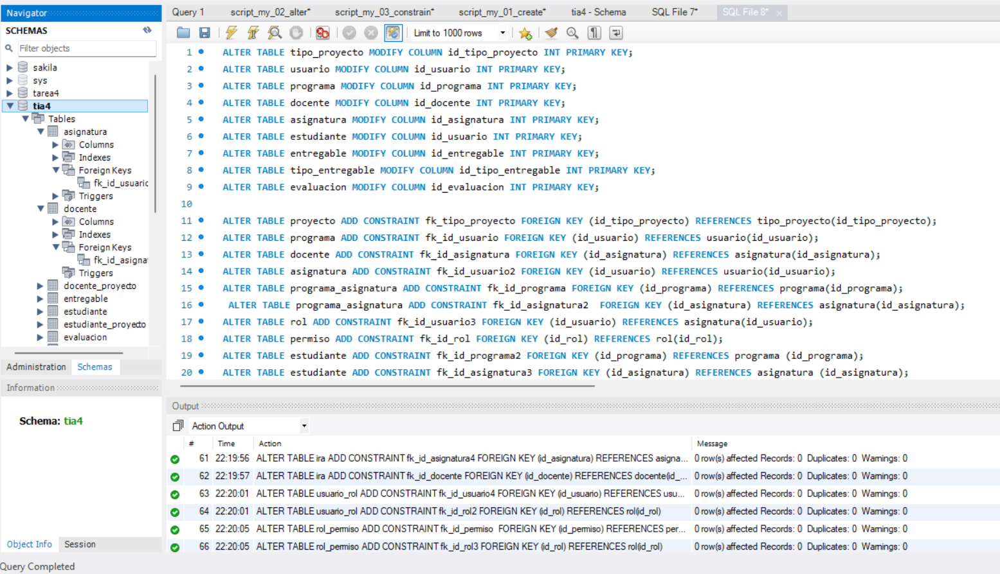 Navigator
SCHEMAS
Filter objects
sakila
sys
tarea4
tia4
Tables
asignatura
Columns
Indexes
Foreign Keys
fk_id_usuario
Triggers
docente
Columns
Indexes
Foreign Keys
fk_id_asigna
Triggers
docente_proyecto
entregable
estudiante
estudiante_proyecto
evaluacion
Administration Schemas
Information
Schema: tia4
Object Info Session
Query Completed
Query 1 script_my_02_alter* script_my_03_constrain* script_my_01_create* tia4 - Schema SQL File 7* SQL File 8*
Limit to 1000 rows
1 ALTER TABLE tipo_proyecto MODIFY COLUMN id_tipo_proyecto INT PRIMARY KEY;
2 ALTER TABLE usuario MODIFY COLUMN id_usuario INT PRIMARY KEY;
3 ALTER TABLE programa MODIFY COLUMN id_programa INT PRIMARY KEY;
4 ALTER TABLE docente MODIFY COLUMN id_docente INT PRIMARY KEY;
5 ALTER TABLE asignatura MODIFY COLUMN id_asignatura INT PRIMARY KEY;
6 ALTER TABLE estudiante MODIFY COLUMN id_usuario INT PRIMARY KEY;
7 ALTER TABLE entregable MODIFY COLUMN id_entregable INT PRIMARY KEY;
8 ALTER TABLE tipo_entregable MODIFY COLUMN id_tipo_entregable INT PRIMARY KEY;
9 ALTER TABLE evaluacion MODIFY COLUMN id_evaluacion INT PRIMARY KEY;
10
11 ALTER TABLE proyecto ADD CONSTRAINT fk_tipo_proyecto FOREIGN KEY (id_tipo_proyecto) REFERENCES tipo_proyecto(id_tipo_proyecto);
12 ALTER TABLE programa ADD CONSTRAINT fk_id_usuario FOREIGN KEY (id_usuario) REFERENCES usuario(id_usuario);
13 ALTER TABLE docente ADD CONSTRAINT fk_id_asignatura FOREIGN KEY (id_asignatura) REFERENCES asignatura(id_asignatura);
14 ALTER TABLE asignatura ADD CONSTRAINT fk_id_usuario2 FOREIGN KEY (id_usuario) REFERENCES usuario(id_usuario);
15 ALTER TABLE programa_asignatura ADD CONSTRAINT fk_id_programa FOREIGN KEY (id_programa) REFERENCES programa(id_programa);
16 ALTER TABLE programa_asignatura ADD CONSTRAINT fk_id_asignatura2 FOREIGN KEY (id_asignatura) REFERENCES asignatura(id_asignatura);
17 ALTER TABLE rol ADD CONSTRAINT fk_id_usuario3 FOREIGN KEY (id_usuario) REFERENCES asignatura(id_usuario);
18 ALTER TABLE permiso ADD CONSTRAINT fk_id_rol FOREIGN KEY (id_rol) REFERENCES rol(id_rol);
19 ALTER TABLE estudiante ADD CONSTRAINT fk_id_programa2 FOREIGN KEY (id_programa) REFERENCES programa (id_programa);
20 ALTER TABLE estudiante ADD CONSTRAINT fk_id_asignatura3 FOREIGN KEY (id_asignatura) REFERENCES asignatura (id_asignatura);
Output
Action Output
# Time Action Message
61 22:19:56 ALTER TABLE ira ADD CONSTRAINT fk_id_asignatura4 FOREIGN KEY (id_asignatura) REFERENCES asigna... 0 row(s) affected Records: 0 Duplicates: 0 Warnings: 0
62 22:19:57 ALTER TABLE ira ADD CONSTRAINT fk_id_docente FOREIGN KEY (id_docente) REFERENCES docente(id_... 0 row(s) affected Records: 0 Duplicates: 0 Warnings: 0
63 22:20:01 ALTER TABLE usuario_rol ADD CONSTRAINT fk_id_usuario4 FOREIGN KEY (id_usuario) REFERENCES usu... 0 row(s) affected Records: 0 Duplicates: 0 Warnings: 0
64 22:20:01 ALTER TABLE usuario_rol ADD CONSTRAINT fk_id_rol2 FOREIGN KEY (id_rol) REFERENCES rol(id_rol) 0 row(s) affected Records: 0 Duplicates: 0 Warnings: 0
65 22:20:05 ALTER TABLE rol_permiso ADD CONSTRAINT fk_id_permiso FOREIGN KEY (id_permiso) REFERENCES per... 0 row(s) affected Records: 0 Duplicates: 0 Warnings: 0
66 22:20:05 ALTER TABLE rol_permiso ADD CONSTRAINT fk_id_rol3 FOREIGN KEY (id_rol) REFERENCES rol(id_rol) 0 row(s) affected Records: 0 Duplicates: 0 Warnings: 0